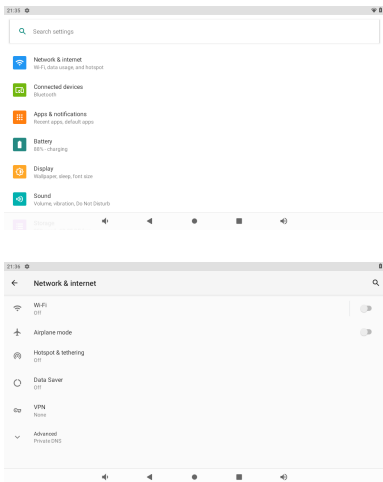 21:35
Search settings
Network & internet
Wi-Fi, data usage, and hotspot
Connected devices
Bluetooth
Apps & notifications
Recent apps, default apps
Battery
88% - charging
Display
Wallpaper, sleep, font size
Sound
Volume, vibration, Do Not Disturb
Storage
21:36
Network & internet
Wi-Fi
Off
Airplane mode
Hotspot & tethering
Off
Data Saver
Off
VPN
None
Advanced
Private DNS